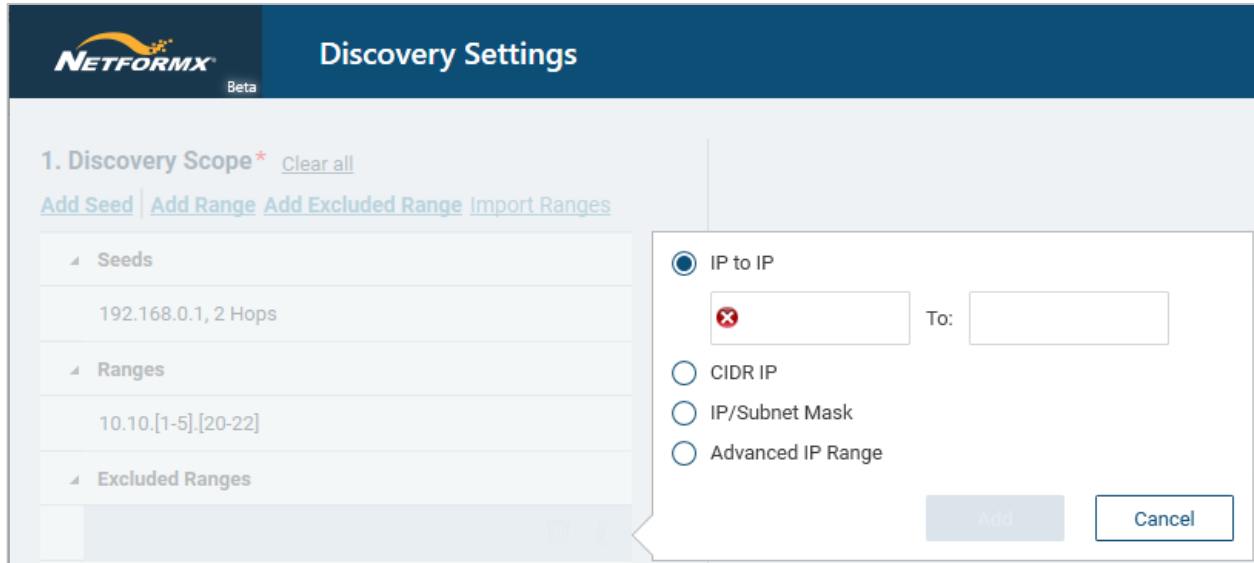 NETFORMX
Beta
Discovery Settings
1. Discovery Scope* Clear all
Add Seed Add Range Add Excluded Range Import Ranges
Seeds
192.168.0.1, 2 Hops
Ranges
10.10.[1-5].[20-22]
Excluded Ranges
IP to IP
To:
CIDR IP
IP/Subnet Mask
Advanced IP Range
Add Cancel